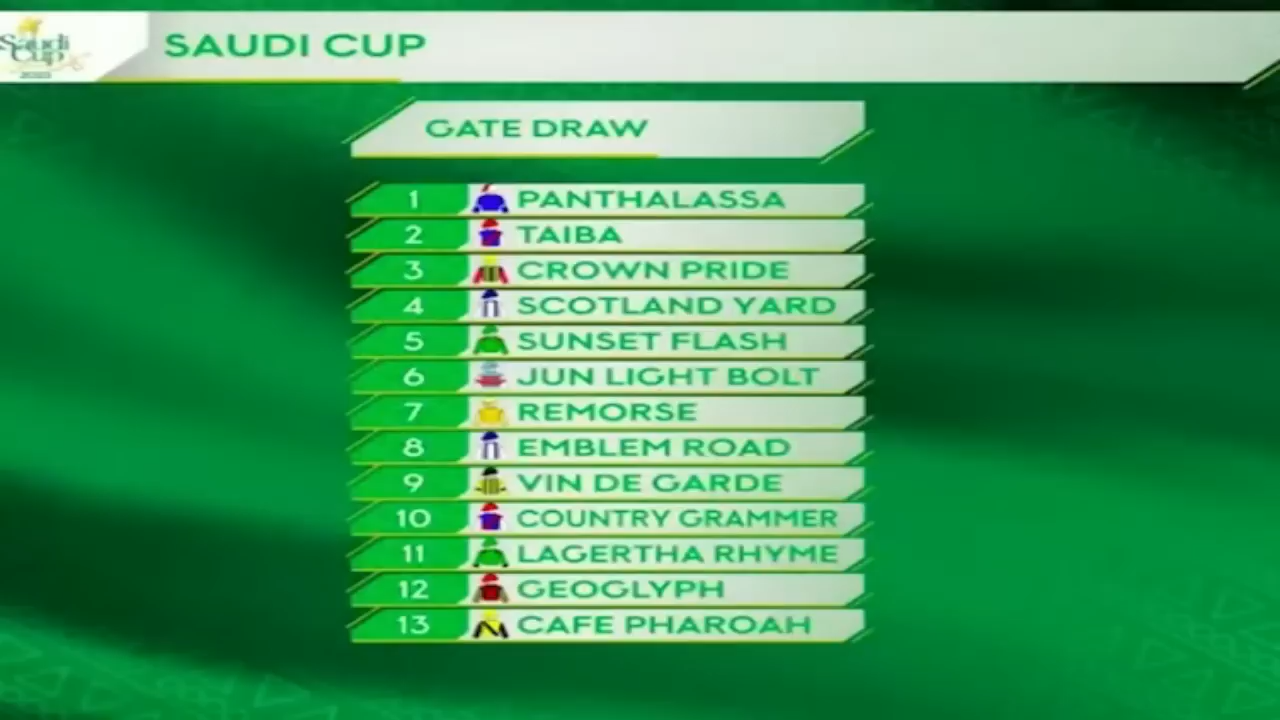 Saudi
Cup
SAUDI CUP
GATE DRAW
1 PANTHALASSA
2 TAIBA
3 CROWN PRIDE
4 SCOTLAND YARD
5 SUNSET FLASH
6 JUN LIGHT BOLT
7 REMORSE
8 EMBLEM ROAD
9 VIN DE GARDE
10 COUNTRY GRAMMER
11 LAGERTHA RHYME
12 GEOGLYPH
13 CAFE PHAROAH